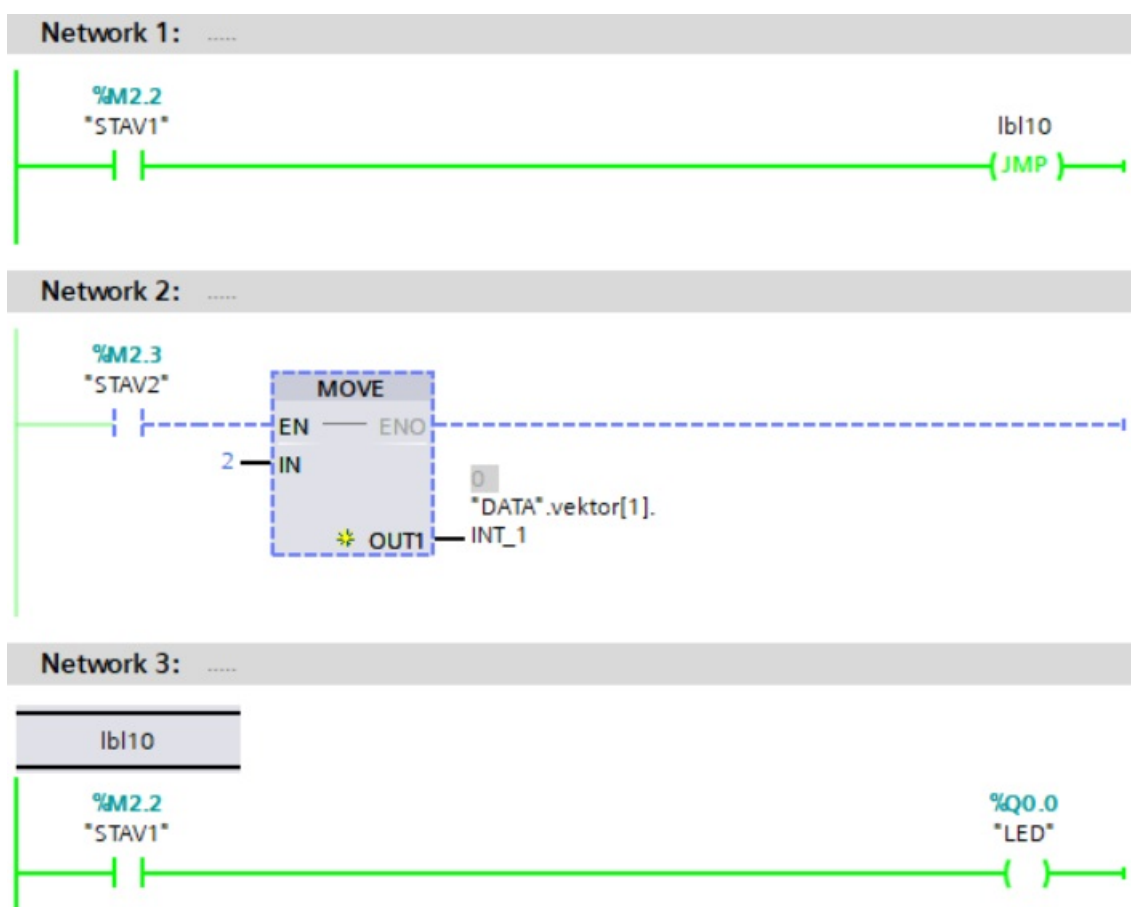 Network 1: .....
%M2.2
"STAV1"
lbl10
JMP
Network 2: .....
%M2.3
"STAV2"
MOVE
EN ENO
2 IN
0
"DATA".vektor[1].
OUT1 INT_1
Network 3: .....
lbl10
%M2.2 %Q0.0
"STAV1" "LED"